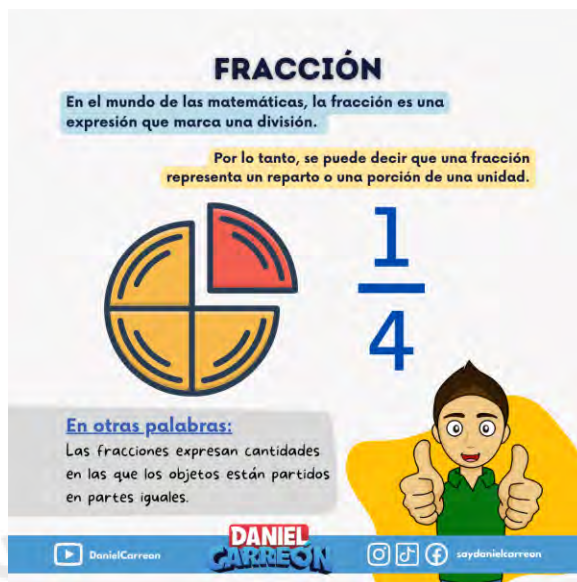 FRACCIÓN
En el mundo de las matemáticas, la fracción es una
expresión que marca una división.
Por lo tanto, se puede decir que una fracción
representa un reparto o una porción de una unidad.
1
4
En otras palabras:
Las fracciones expresan cantidades
en las que los objetos están partidos
en partes iguales.
DanielCarreon
DANIEL
CARREÓN
saydanielcarreon